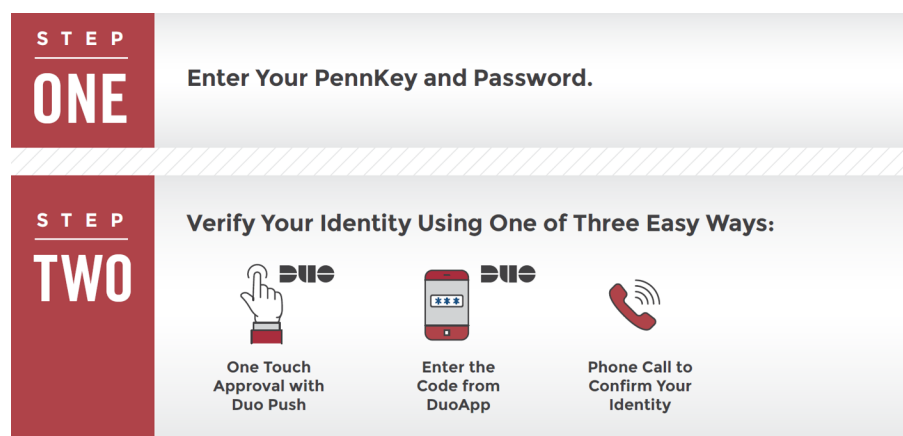 STEP
ONE
Enter Your PennKey and Password.
STEP
TWO
Verify Your Identity Using One of Three Easy Ways:
DUO
One Touch
Approval with
Duo Push
DUO
***
Enter the
Code from
DuoApp
Phone Call to
Confirm Your
Identity